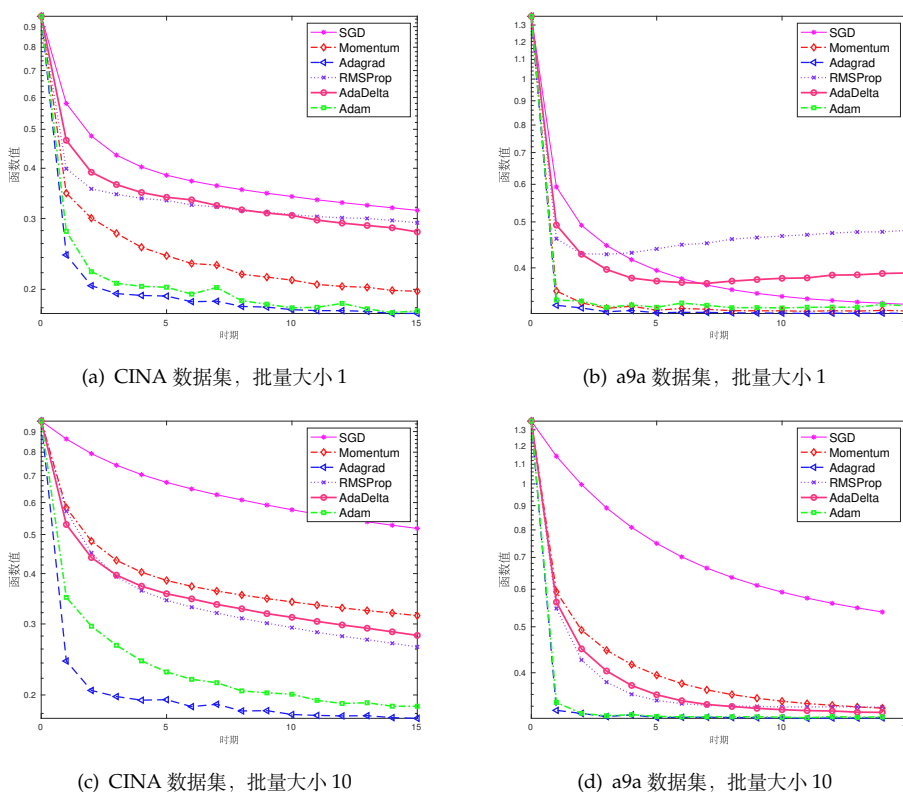 0.9
0.8
0.7
0.6
0.5
0.4
0.3
0.2
函数值
0 5 10 15
时期
SGD
Momentum
Adagrad
RMSProp
AdaDelta
Adam
(a) CINA 数据集，批量大小 1
1.3
1.2
1.1
1
0.9
0.8
0.7
0.6
0.5
0.4
函数值
0 5 10 15
时期
SGD
Momentum
Adagrad
RMSProp
AdaDelta
Adam
(b) a9a 数据集，批量大小 1
0.9
0.8
0.7
0.6
0.5
0.4
0.3
0.2
函数值
0 5 10 15
时期
SGD
Momentum
Adagrad
RMSProp
AdaDelta
Adam
(c) CINA 数据集，批量大小 10
1.3
1.2
1.1
1
0.9
0.8
0.7
0.6
0.5
0.4
函数值
0 5 10 15
时期
SGD
Momentum
Adagrad
RMSProp
AdaDelta
Adam
(d) a9a 数据集，批量大小 10